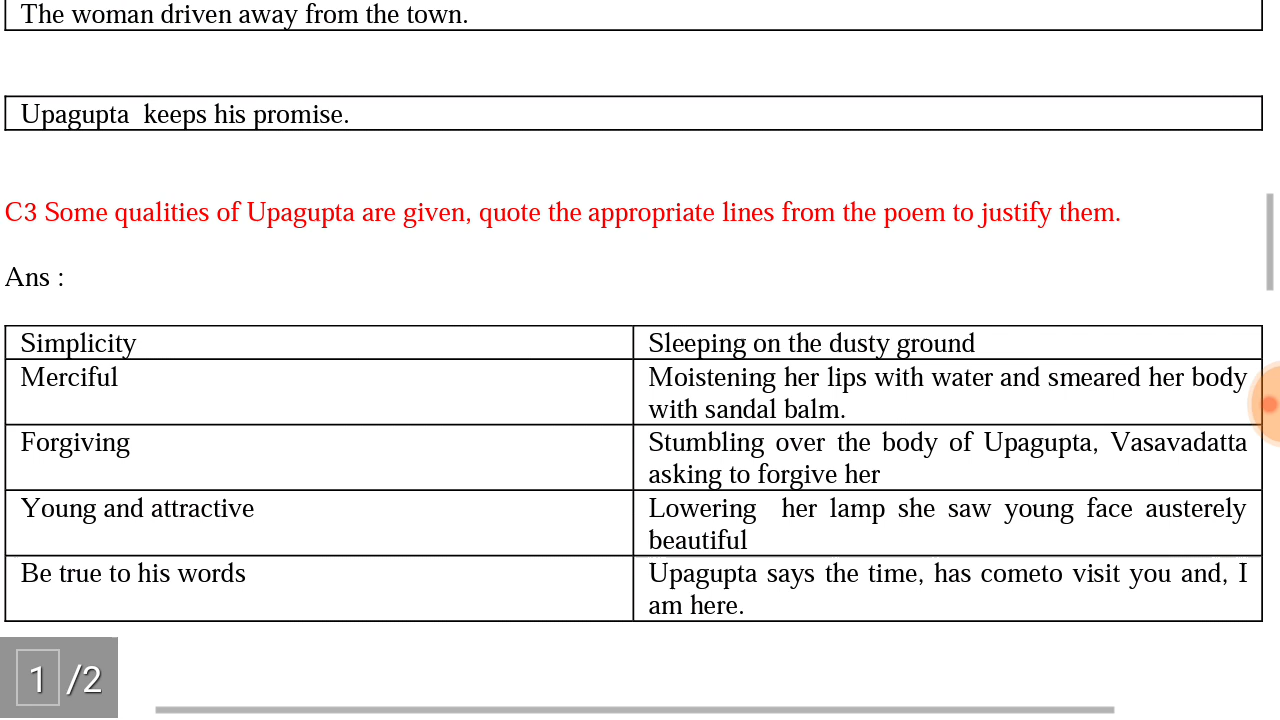 The woman driven away from the town.
Upagupta keeps his promise.
C3 Some qualities of Upagupta are given, quote the appropriate lines from the poem to justify them.
Ans :
Simplicity
Sleeping on the dusty ground
Merciful
Moistening her lips with water and smeared her body
with sandal balm.
Forgiving
Stumbling over the body of Upagupta, Vasavadatta
asking to forgive her
Young and attractive
Lowering her lamp she saw young face austerely
beautiful
Be true to his words
Upagupta says the time, has cometo visit you and, I
am here.
1 /2